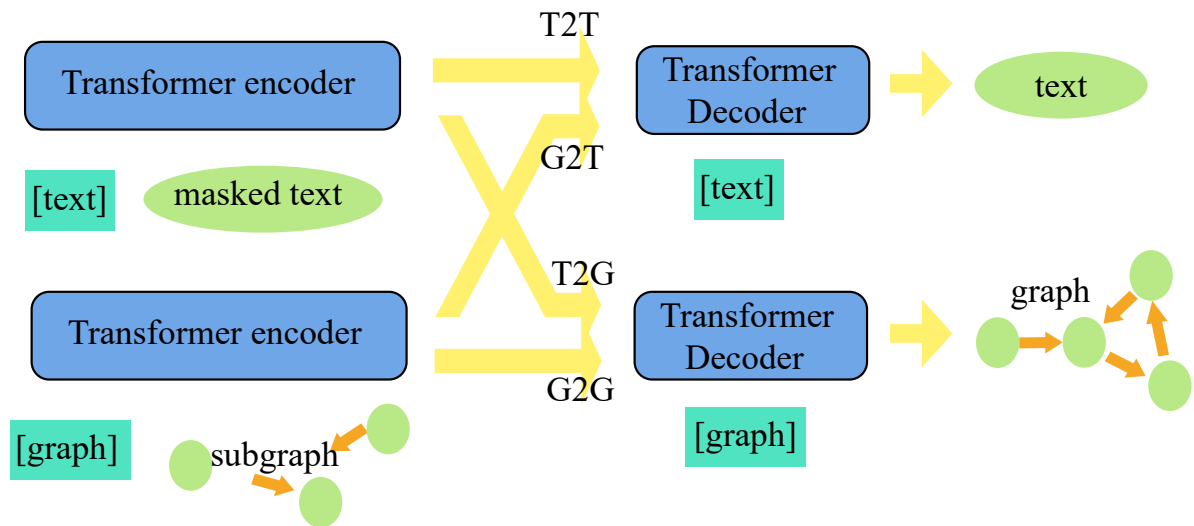 T2T
Transformer encoder
Transformer
Decoder
text
G2T
[text]
masked text
[text]
T2G
graph
Transformer encoder
Transformer
Decoder
G2G
[graph]
subgraph
[graph]